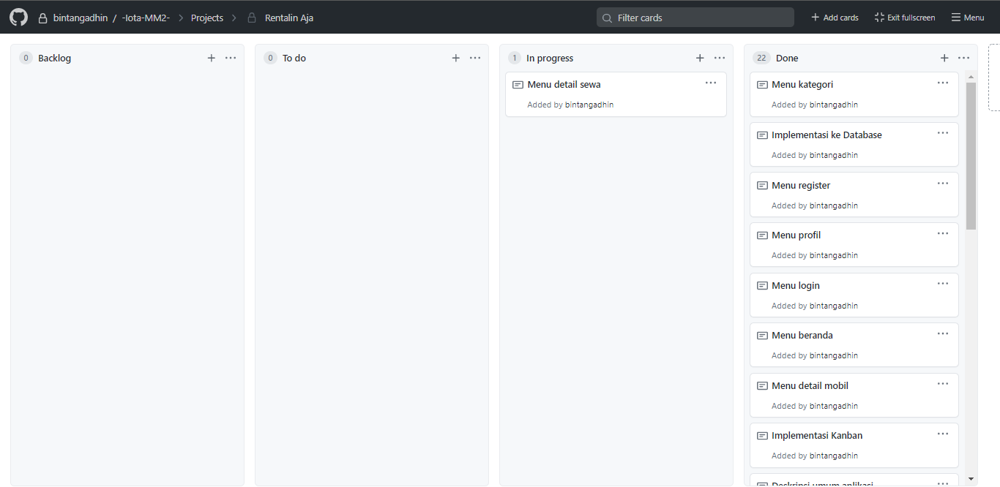 bintangadhin / -Iota-MM2- Projects Rentalin Aja Filter cards Add cards Exit fullscreen Menu
0 Backlog
0 To do
1 In progress
Menu detail sewa
Added by bintangadhin
22 Done
Menu kategori
Added by bintangadhin
Implementasi ke Database
Added by bintangadhin
Menu register
Added by bintangadhin
Menu profil
Added by bintangadhin
Menu login
Added by bintangadhin
Menu beranda
Added by bintangadhin
Menu detail mobil
Added by bintangadhin
Implementasi Kanban
Added by bintangadhin
Deskripsi umum aplikasi